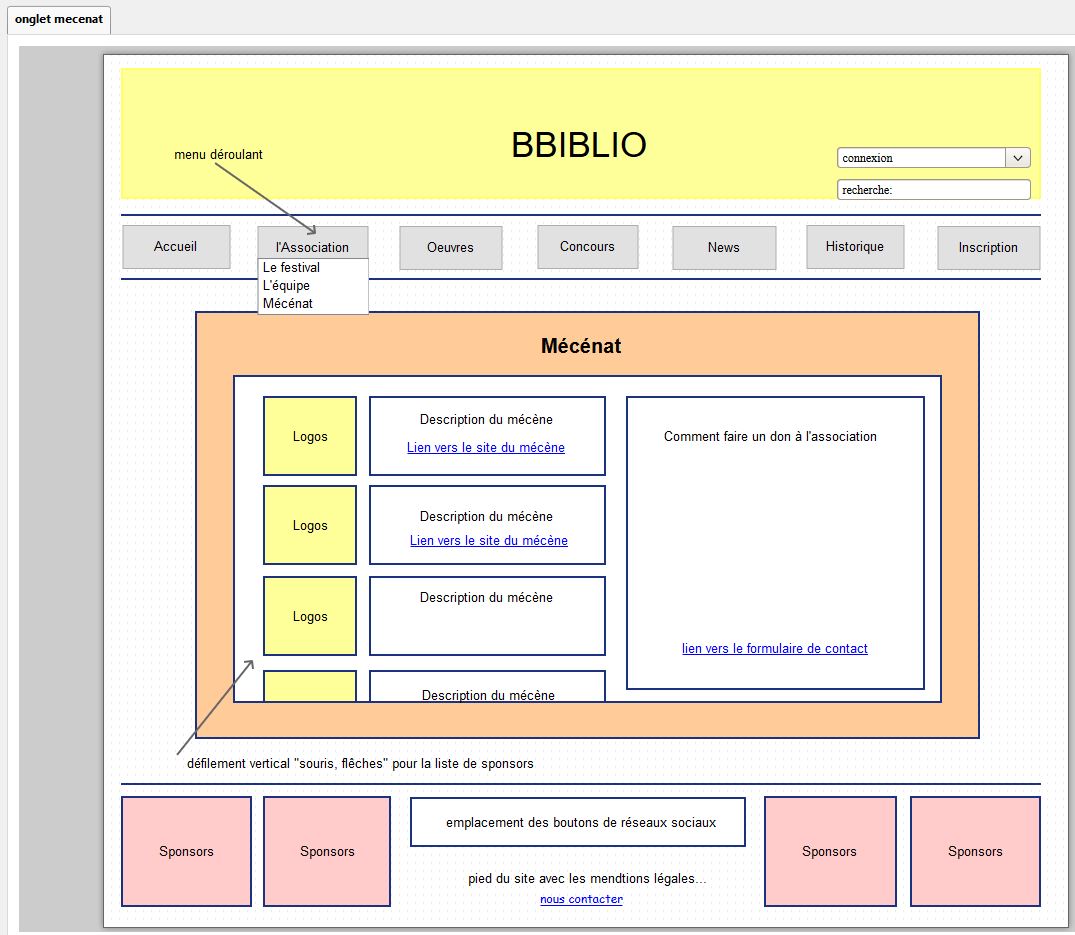 onglet mecenat
BBIBLIO
menu déroulant
connexion
recherche:
Accueil
l'Association
Oeuvres
Concours
News
Historique
Inscription
Le festival
L'équipe
Mécénat
Mécénat
Logos
Description du mécène
Lien vers le site du mécène
Comment faire un don à l'association
Logos
Description du mécène
Lien vers le site du mécène
Logos
Description du mécène
lien vers le formulaire de contact
Description du mécène
défilement vertical "souris, flêches" pour la liste de sponsors
Sponsors
Sponsors
emplacement des boutons de réseaux sociaux
Sponsors
Sponsors
pied du site avec les mendtions légales...
nous contacter